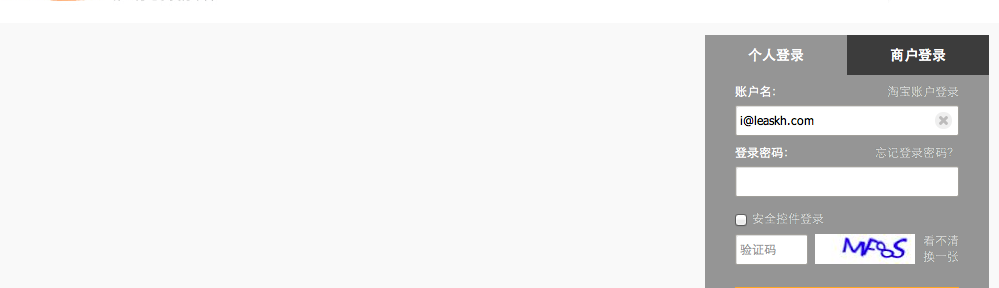 个人登录
商户登录
账户名:
淘宝账户登录
i@leaskh.com
登录密码:
忘记登录密码?
安全控件登录
验证码
MF8S
看不清
换一张